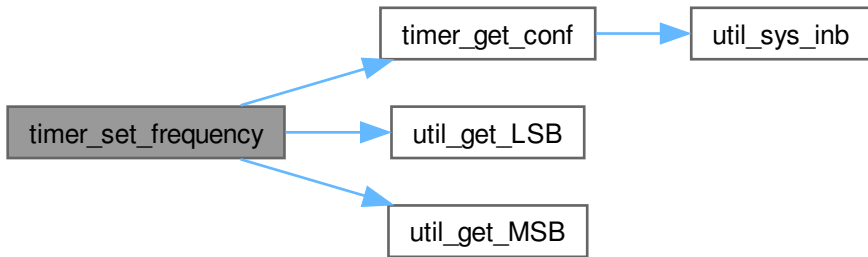 timer_get_conf
util_sys_inb
timer_set_frequency
util_get_LSB
util_get_MSB